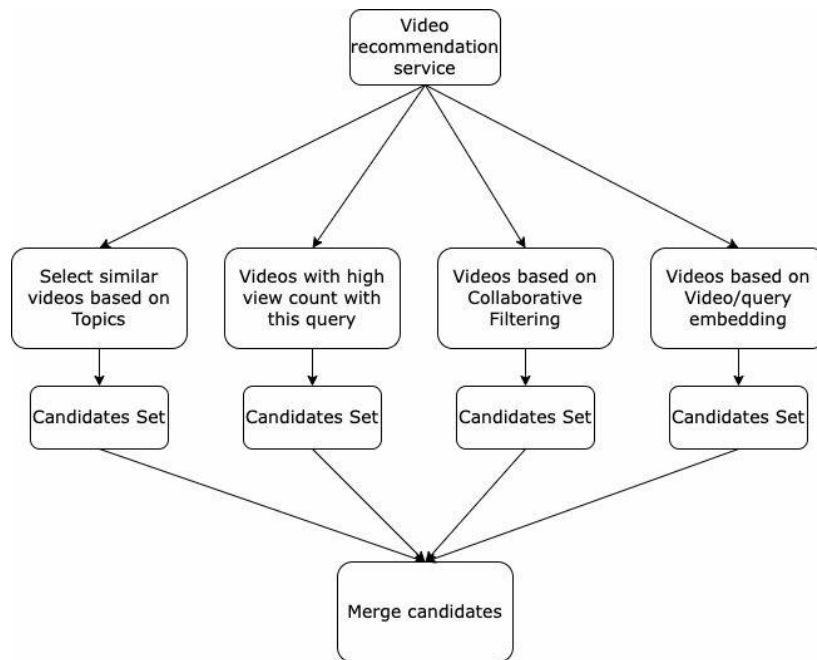 Video
recommendation
service
Select similar
videos based on
Topics
Videos with high
view count with
this query
Videos based on
Collaborative
Filtering
Videos based on
Video/query
embedding
Candidates Set
Candidates Set
Candidates Set
Candidates Set
Merge candidates